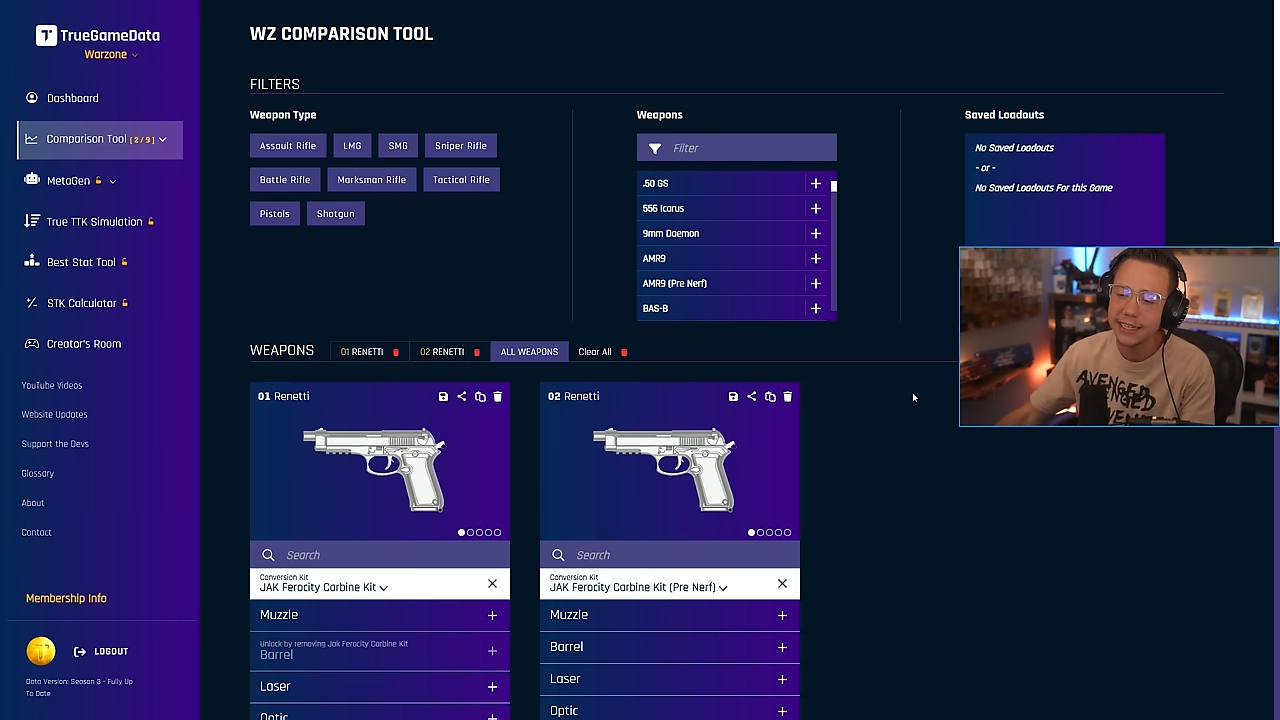 TrueGameData
Warzone
Dashboard
Comparison Tool [2/9]
MetaGen
True TTK Simulation
Best Stat Tool
STK Calculator
Creator's Room
YouTube Videos
Website Updates
Support the Devs
Glossary
About
Contact
Membership Info
LOGOUT
Data Version: Season 3 - Fully Up
To Date
WZ COMPARISON TOOL
FILTERS
Weapon Type
Assault Rifle
LMG
SMG
Sniper Rifle
Battle Rifle
Marksman Rifle
Tactical Rifle
Pistols
Shotgun
Weapons
Filter
.50 GS
556 Icarus
9mm Daemon
AMR9
AMR9 (Pre Nerf)
BAS-B
Saved Loadouts
No Saved Loadouts
- or -
No Saved Loadouts For this Game
WEAPONS
01 RENETTI
02 RENETTI
ALL WEAPONS
Clear All
01 Renetti
Search
Conversion Kit
JAK Ferocity Carbine Kit
Muzzle
Unlock by removing Jak Ferocity Carbine Kit
Barrel
Laser
Optic
02 Renetti
Search
Conversion Kit
JAK Ferocity Carbine Kit (Pre Nerf)
Muzzle
Barrel
Laser
Optic
AVENGED